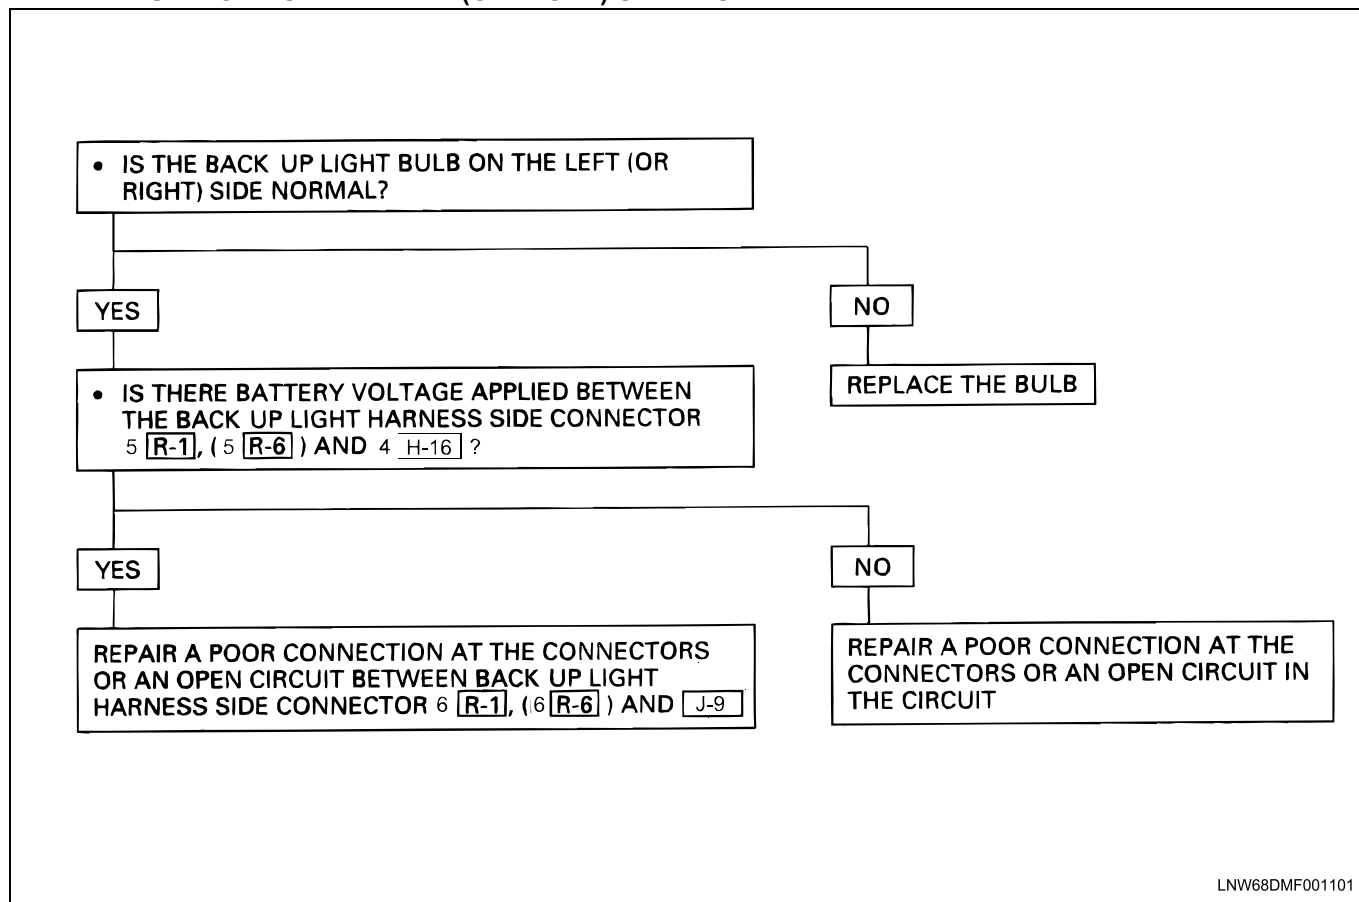 • IS THE BACK UP LIGHT BULB ON THE LEFT (OR
RIGHT) SIDE NORMAL?
YES
NO
REPLACE THE BULB
• IS THERE BATTERY VOLTAGE APPLIED BETWEEN
THE BACK UP LIGHT HARNESS SIDE CONNECTOR
5 R-1, ( 5 R-6 ) AND 4 H-16 ?
YES
NO
REPAIR A POOR CONNECTION AT THE CONNECTORS
OR AN OPEN CIRCUIT BETWEEN BACK UP LIGHT
HARNESS SIDE CONNECTOR 6 R-1, (6 R-6 ) AND J-9
REPAIR A POOR CONNECTION AT THE
CONNECTORS OR AN OPEN CIRCUIT IN
THE CIRCUIT
LNW68DMF001101